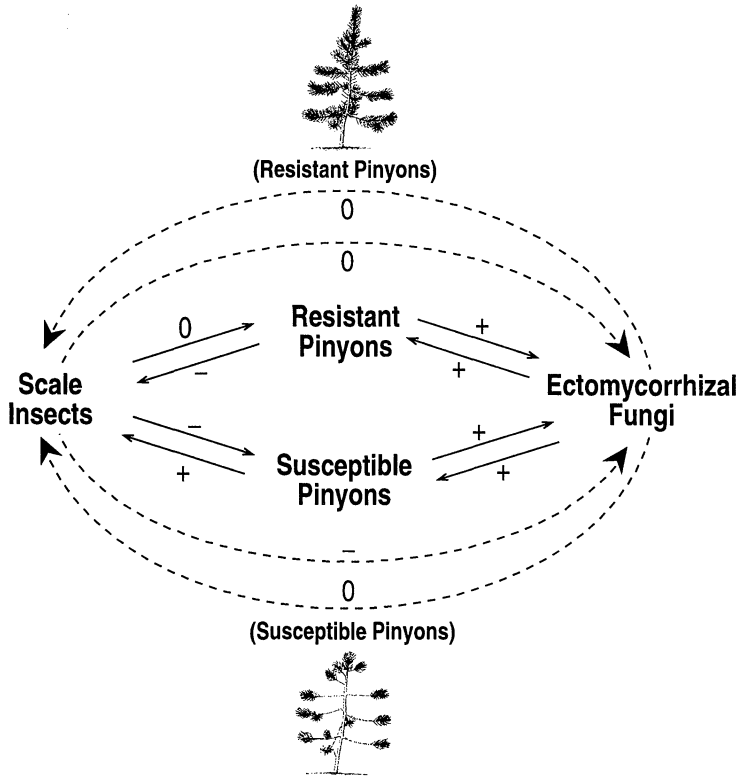 (Resistant Pinyons)
0
0
Resistant
Pinyons
0
−
+
+
Scale
Insects
Ectomycorrhizal
Fungi
−
+
+
+
Susceptible
Pinyons
−
0
(Susceptible Pinyons)